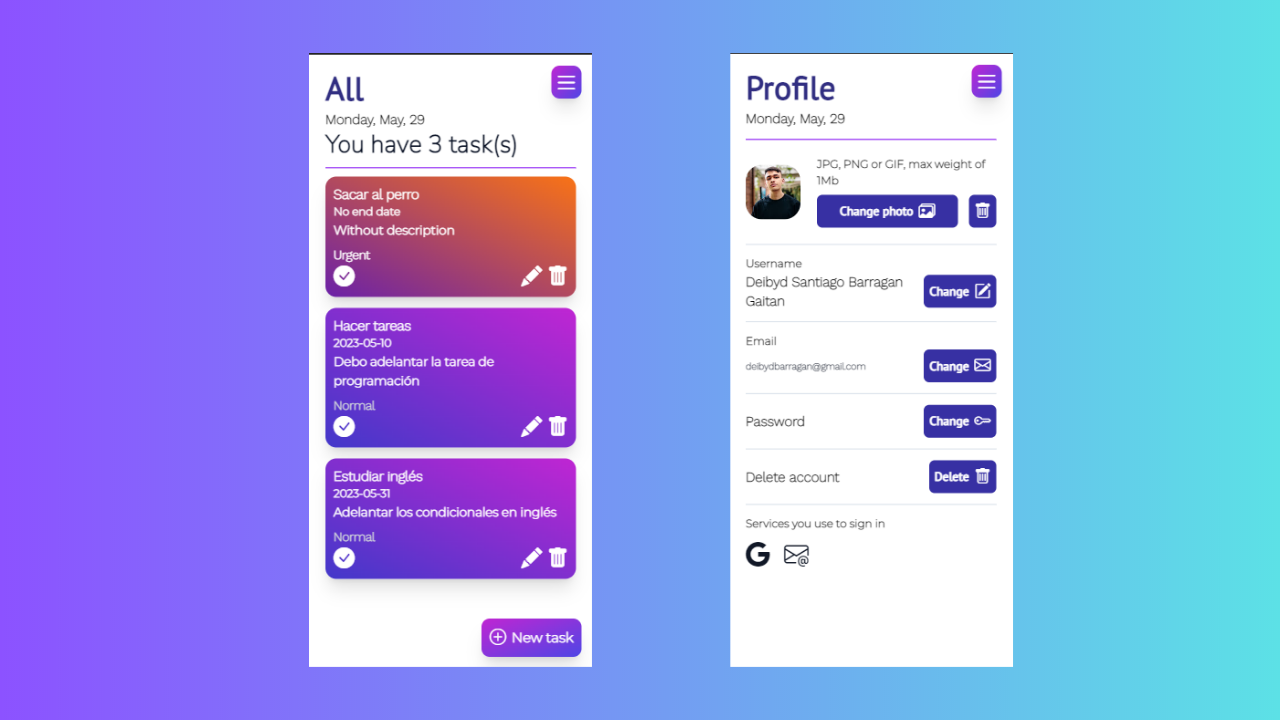 All
Monday, May, 29
You have 3 task(s)
Sacar al perro
No end date
Without description
Urgent
Hacer tareas
2023-05-10
Debo adelantar la tarea de
programación
Normal
Estudiar inglés
2023-05-31
Adelantar los condicionales en inglés
Normal
New task
Profile
Monday, May, 29
JPG, PNG or GIF, max weight of
1Mb
Change photo
Username
Deibyd Santiago Barragan
Gaitan
Change
Email
deibydbarragan@gmail.com
Change
Password
Change
Delete account
Delete
Services you use to sign in
G